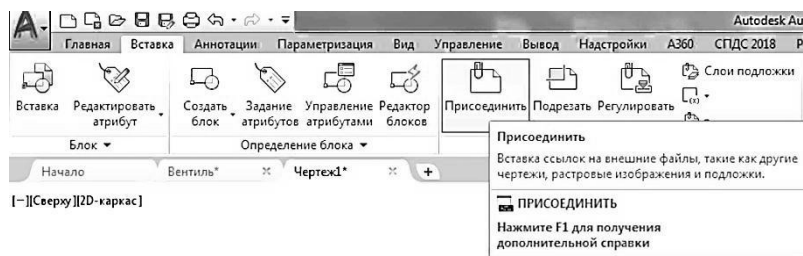 Autodesk Au
Главная Вставка Аннотации Параметризация Вид Управление Вывод Надстройки A360 СПДС 2018
Вставка Редактировать атрибут Создать блок Задание атрибутов Управление атрибутами Редактор блоков Присоединить Подрезать Регулировать Слои подложки
Блок Определение блока
Присоединить
Вставка ссылок на внешние файлы, такие как другие
чертежи, растровые изображения и подложки.
ПРИСОЕДИНИТЬ
Нажмите F1 для получения
дополнительной справки
Начало Вентиль* Чертеж1*
[−][Сверху][2D-каркас]